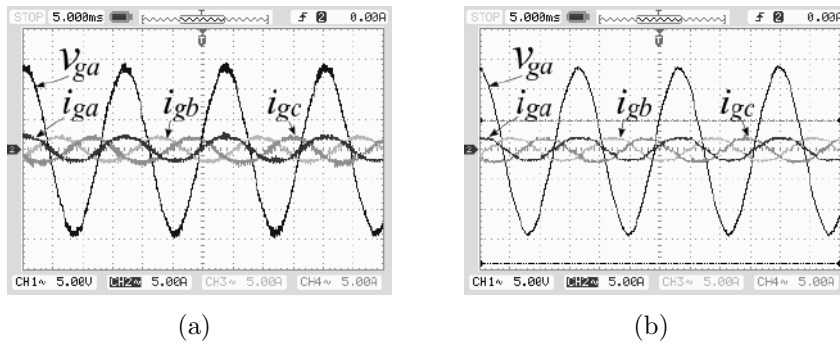 STOP 5.000ms T f 2 0.00A
T
v_ga
i_ga i_gb i_gc
2
CH1~ 5.00V CH2~ 5.00A CH3~ 5.00A CH4~ 5.00A
(a)
STOP 5.000ms T f 2 0.00A
T
v_ga
i_ga i_gb i_gc
2
CH1~ 5.00V CH2~ 5.00A CH3~ 5.00A CH4~ 5.00A
(b)